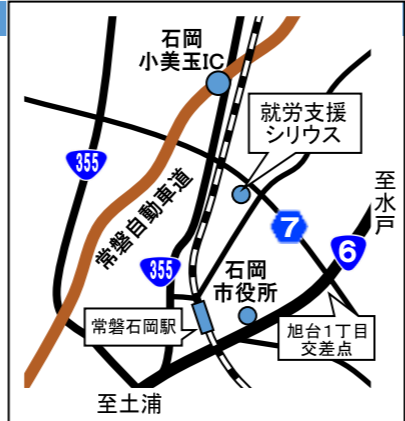 石岡
小美玉IC
就労支援
シリウス
355
至水戸
常磐自動車道
7
6
355
石岡
市役所
常磐石岡駅
旭台1丁目
交差点
至土浦